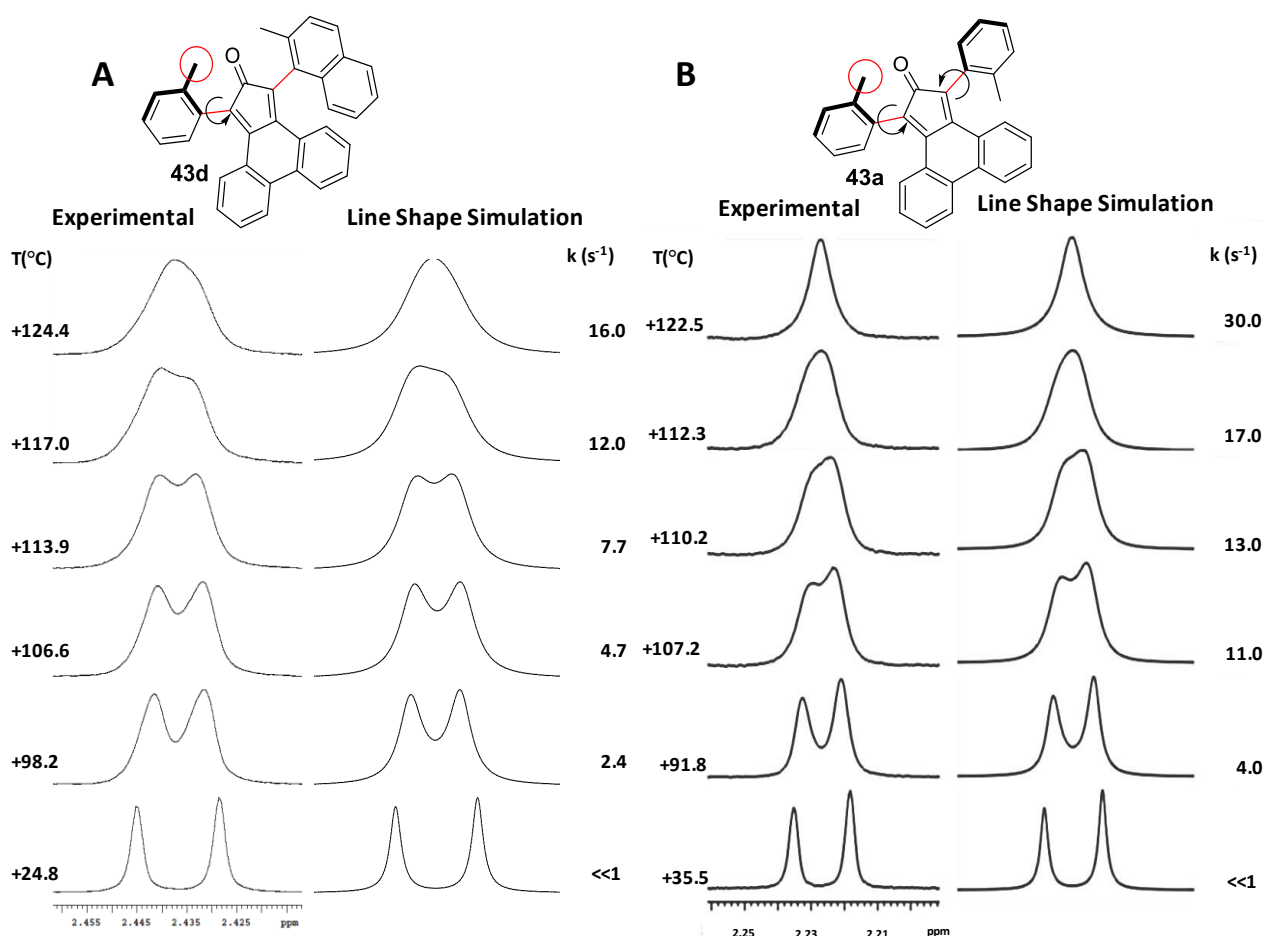 A
O
43d
Experimental
Line Shape Simulation
T(°C)
k (s-1)
+124.4
16.0
+117.0
12.0
+113.9
7.7
+106.6
4.7
+98.2
2.4
+24.8
<<1
2.455
2.445
2.435
2.425
ppm
B
O
43a
Experimental
Line Shape Simulation
T(°C)
k (s-1)
+122.5
30.0
+112.3
17.0
+110.2
13.0
+107.2
11.0
+91.8
4.0
+35.5
<<1
2.25
2.23
2.21
ppm